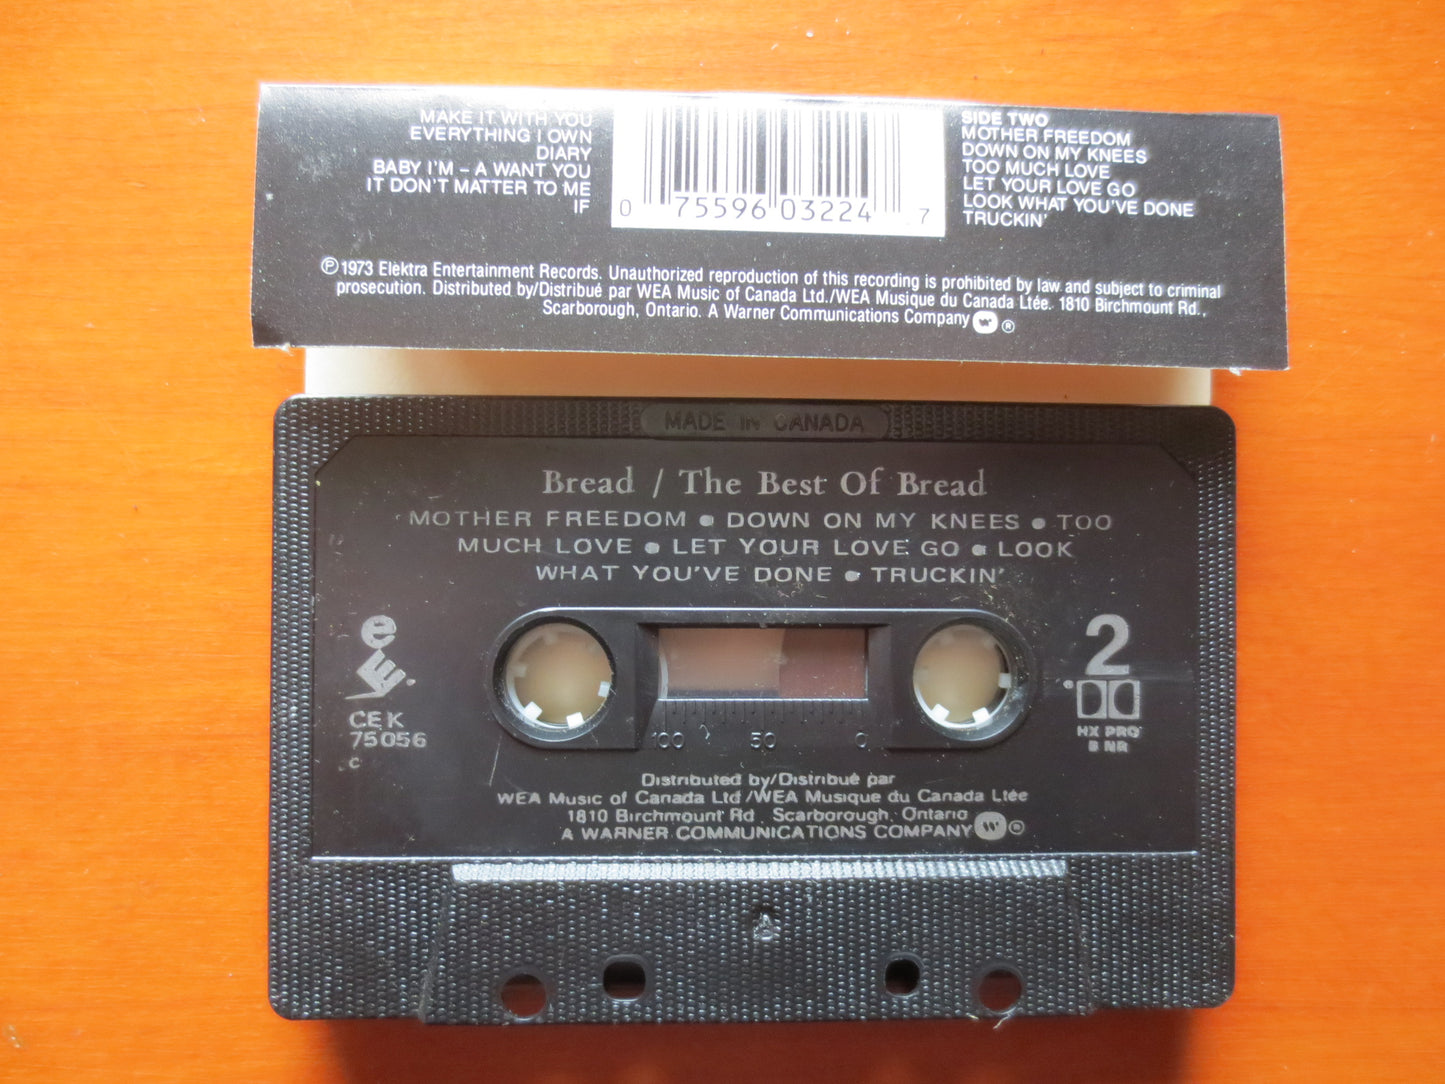 MAKE IT WITH YOU
EVERYTHING I OWN
DIARY
BABY I'M – A WANT YOU
IT DON'T MATTER TO ME
IF
0 75596 03224 7
SIDE TWO
MOTHER FREEDOM
DOWN ON MY KNEES
TOO MUCH LOVE
LET YOUR LOVE GO
LOOK WHAT YOU'VE DONE
TRUCKIN'
℗ 1973 Elektra Entertainment Records. Unauthorized reproduction of this recording is prohibited by law and subject to criminal
prosecution. Distributed by/Distribué par WEA Music of Canada Ltd./WEA Musique du Canada Ltée. 1810 Birchmount Rd.,
Scarborough, Ontario. A Warner Communications Company ®
MADE IN CANADA
Bread / The Best Of Bread
MOTHER FREEDOM • DOWN ON MY KNEES • TOO
MUCH LOVE • LET YOUR LOVE GO • LOOK
WHAT YOU'VE DONE • TRUCKIN'
e
CEK
75056
c
2
HX PRO
B NR
100 50 0
Distributed by/Distribué par
WEA Music of Canada Ltd /WEA Musique du Canada Ltée
1810 Birchmount Rd. Scarborough, Ontario
A WARNER COMMUNICATIONS COMPANY ®